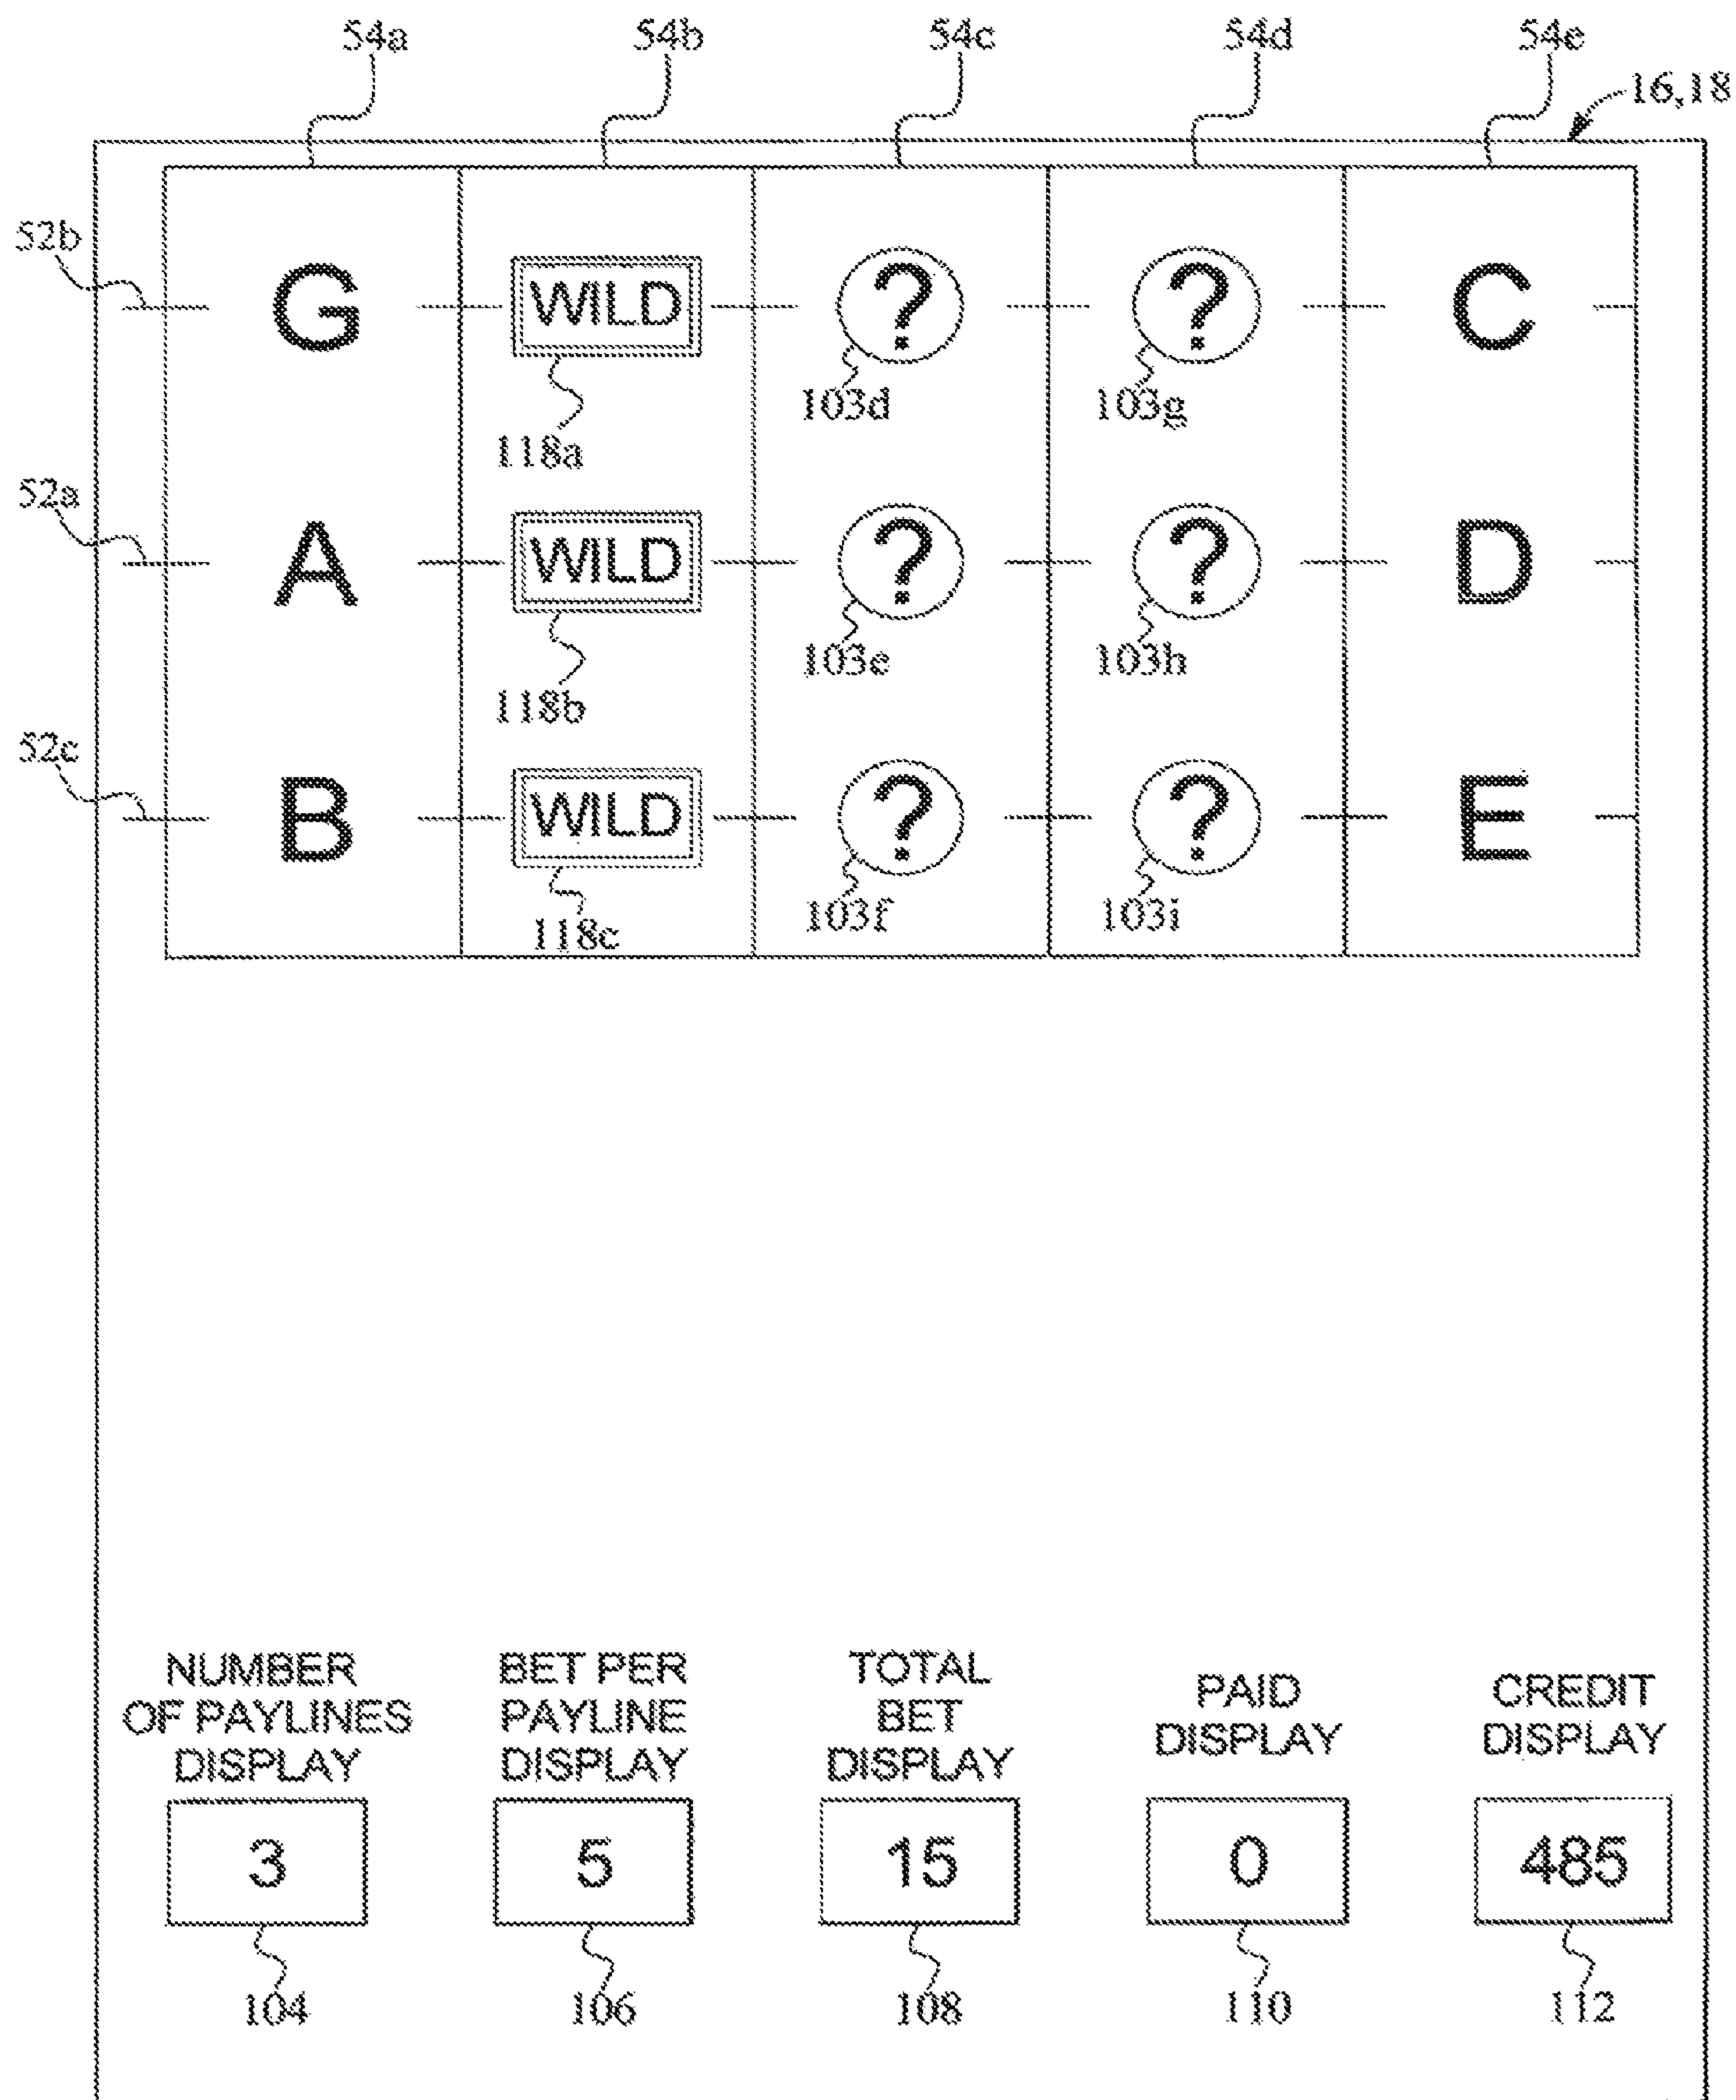 54a 54b 54c 54d 54e
16,18
52b G WILD ? ? C
103d 103g
118a
52a A WILD ? ? D
103e 103h
118b
52c B WILD ? ? E
103f 103i
118c
NUMBER OF PAYLINES DISPLAY
BET PER PAYLINE DISPLAY
TOTAL BET DISPLAY
PAID DISPLAY
CREDIT DISPLAY
3 5 15 0 485
104 106 108 110 112